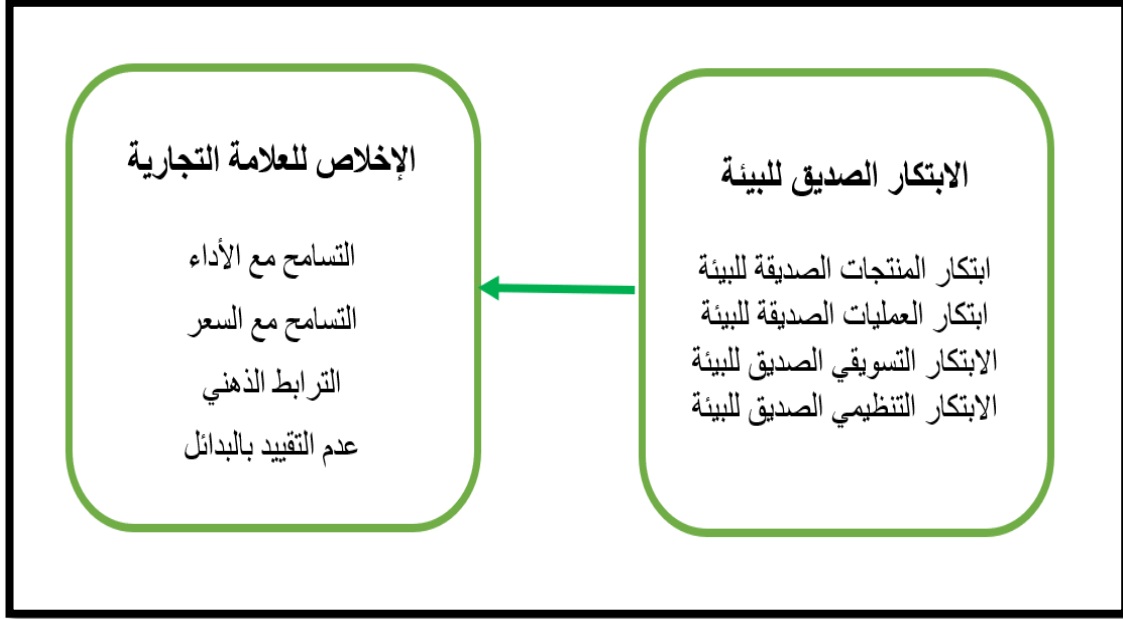 الابتكار الصديق للبيئة
ابتكار المنتجات الصديقة للبيئة
ابتكار العمليات الصديقة للبيئة
الابتكار التسويقي الصديق للبيئة
الابتكار التنظيمي الصديق للبيئة
الإخلاص للعلامة التجارية
التسامح مع الأداء
التسامح مع السعر
الترابط الذهني
عدم التقييد بالبدائل